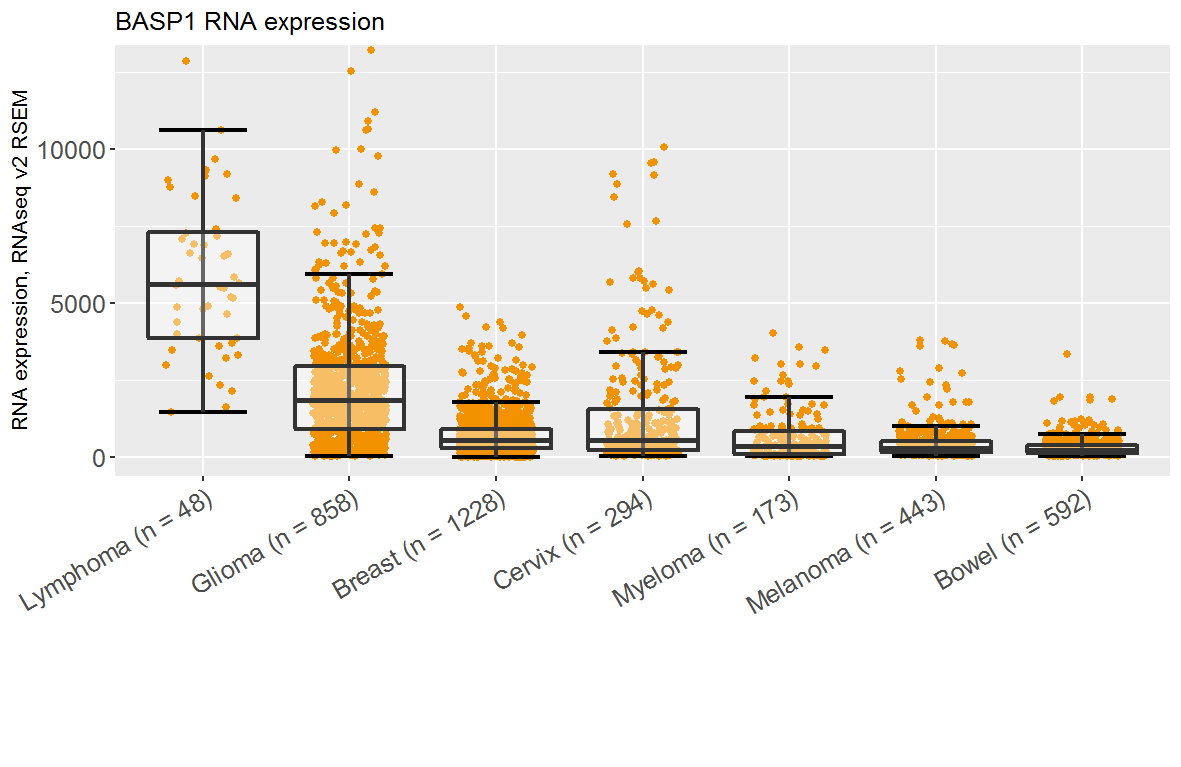 BASP1 RNA expression
RNA expression, RNAseq v2 RSEM
10000
5000
0
Lymphoma (n = 48)
Glioma (n = 858)
Breast (n = 1228)
Cervix (n = 294)
Myeloma (n = 173)
Melanoma (n = 443)
Bowel (n = 592)